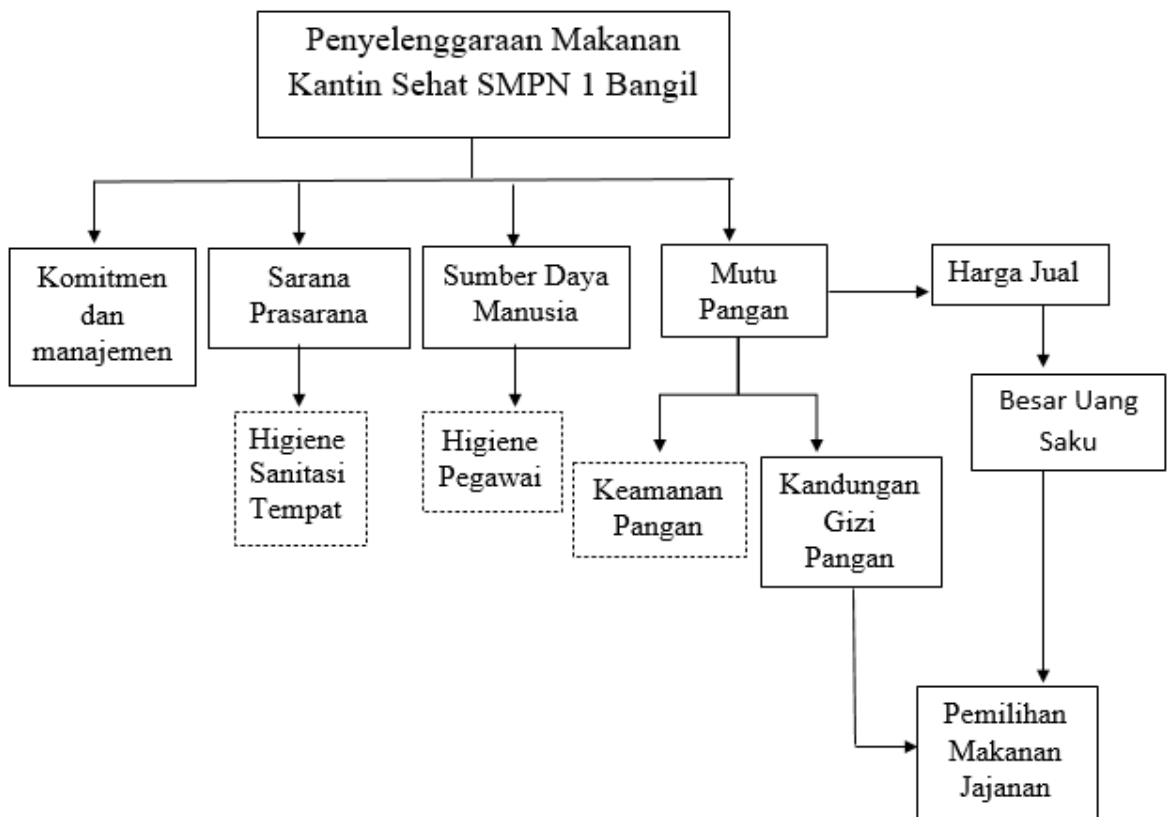 Penyelenggaraan Makanan
Kantin Sehat SMPN 1 Bangil
Komitmen
dan
manajemen
Sarana
Prasarana
Sumber Daya
Manusia
Mutu
Pangan
Harga Jual
Higiene
Sanitasi
Tempat
Higiene
Pegawai
Keamanan
Pangan
Kandungan
Gizi
Pangan
Besar Uang
Saku
Pemilihan
Makanan
Jajanan